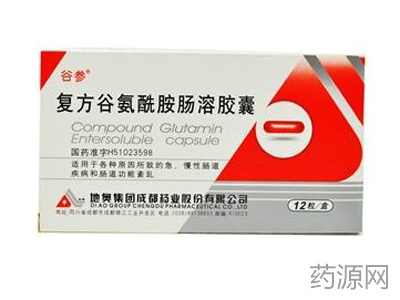 谷参®
复方谷氨酰胺肠溶胶囊
Compound Glutamin
Entersoluble capsule
国药准字H51023598
适用于各种原因所致的急、慢性肠道
疾病和肠道功能紊乱
地奥集团成都药业股份有限公司
DI AO GROUP CHENGDU PHARMACEUTICAL CO.,LTD
12粒/盒
药源网